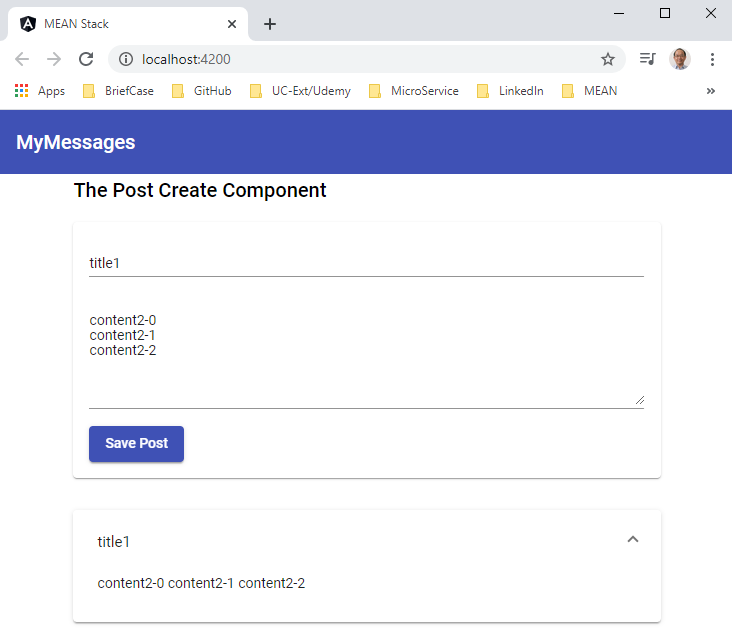 MEAN Stack
localhost:4200
Apps BriefCase GitHub UC-Ext/Udemy MicroService LinkedIn MEAN »
MyMessages
The Post Create Component
title1
content2-0
content2-1
content2-2
Save Post
title1
content2-0 content2-1 content2-2